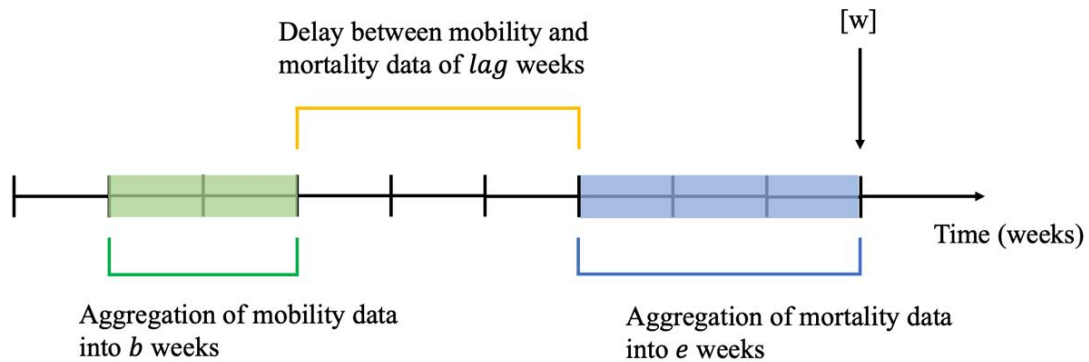 [w]
Delay between mobility and
mortality data of lag weeks
Time (weeks)
Aggregation of mobility data
into b weeks
Aggregation of mortality data
into e weeks